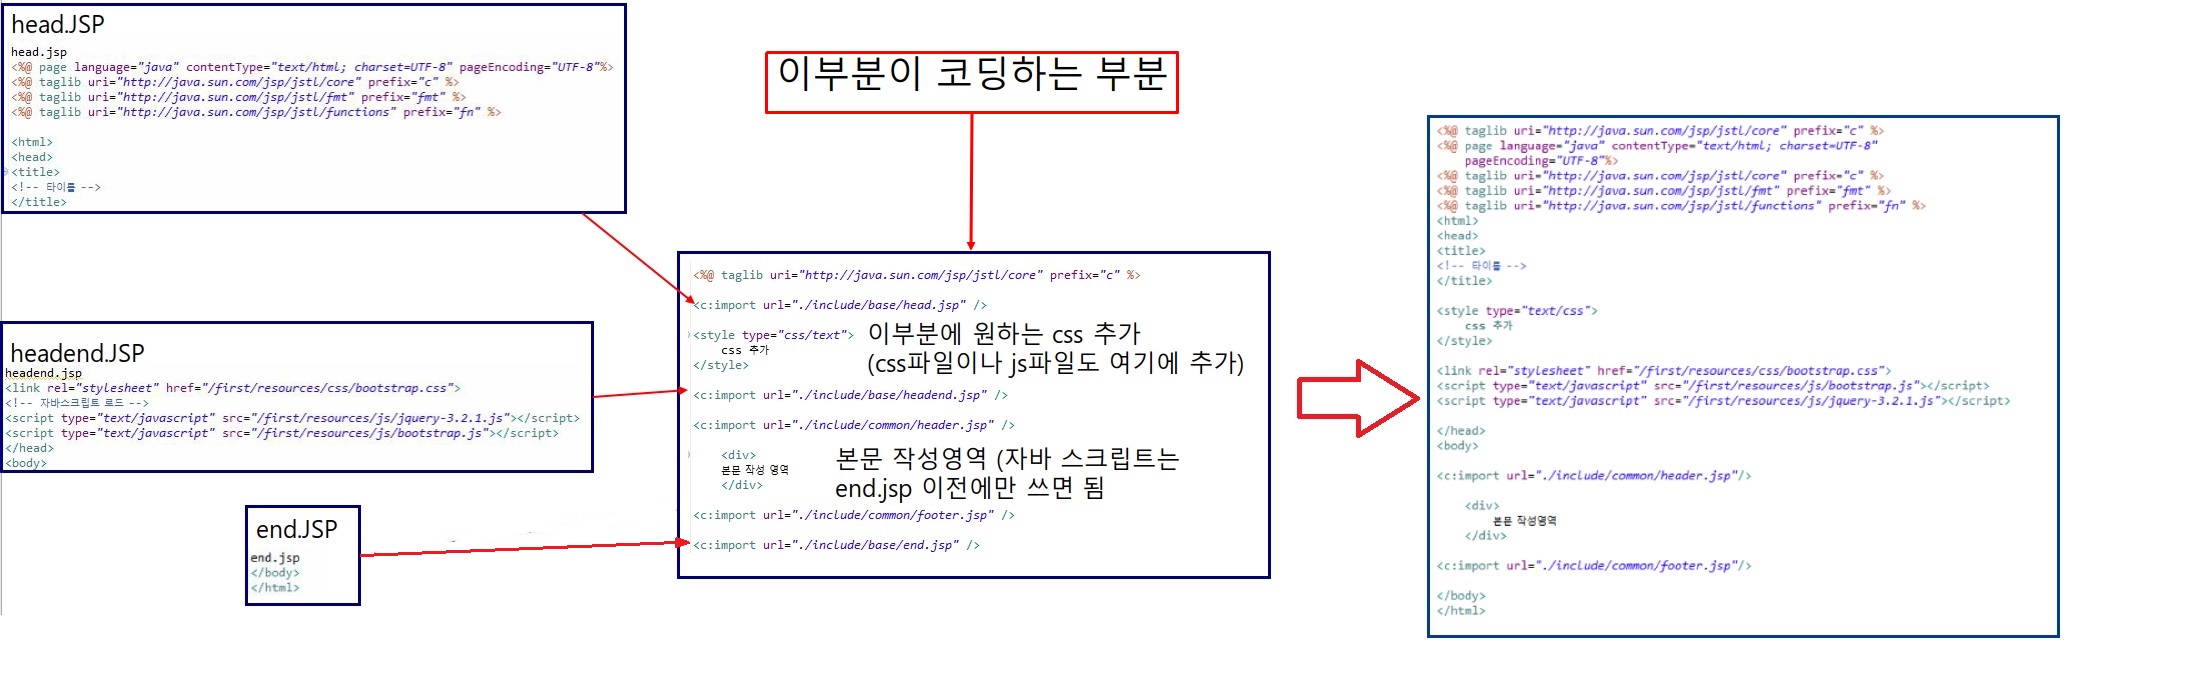 head.JSP
head.jsp
<%@ page language="java" contentType="text/html; charset=UTF-8" pageEncoding="UTF-8"%>
<%@ taglib uri="http://java.sun.com/jsp/jstl/core" prefix="c" %>
<%@ taglib uri="http://java.sun.com/jsp/jstl/fmt" prefix="fmt" %>
<%@ taglib uri="http://java.sun.com/jsp/jstl/functions" prefix="fn" %>
<html>
<head>
<title>
<!-- 타이틀 -->
</title>
headend.JSP
headend.jsp
<link rel="stylesheet" href="/first/resources/css/bootstrap.css">
<!-- 자바스크립트 로드 -->
<script type="text/javascript" src="/first/resources/js/jquery-3.2.1.js"></script>
<script type="text/javascript" src="/first/resources/js/bootstrap.js"></script>
</head>
<body>
end.JSP
end.jsp
</body>
</html>
이부분이 코딩하는 부분
<%@ taglib uri="http://java.sun.com/jsp/jstl/core" prefix="c" %>
<c:import url="./include/base/head.jsp" />
<style type="css/text">
css 추가
</style>
이부분에 원하는 css 추가
(css파일이나 js파일도 여기에 추가)
<c:import url="./include/base/headend.jsp" />
<c:import url="./include/common/header.jsp" />
<div>
본문 작성 영역
</div>
본문 작성영역 (자바 스크립트는
end.jsp 이전에만 쓰면 됨
<c:import url="./include/common/footer.jsp" />
<c:import url="./include/base/end.jsp" />
<%@ taglib uri="http://java.sun.com/jsp/jstl/core" prefix="c" %>
<%@ page language="java" contentType="text/html; charset=UTF-8"
pageEncoding="UTF-8"%>
<%@ taglib uri="http://java.sun.com/jsp/jstl/core" prefix="c" %>
<%@ taglib uri="http://java.sun.com/jsp/jstl/fmt" prefix="fmt" %>
<%@ taglib uri="http://java.sun.com/jsp/jstl/functions" prefix="fn" %>
<html>
<head>
<title>
<!-- 타이틀 -->
</title>
<style type="text/css">
css 추가
</style>
<link rel="stylesheet" href="/first/resources/css/bootstrap.css">
<script type="text/javascript" src="/first/resources/js/bootstrap.js"></script>
<script type="text/javascript" src="/first/resources/js/jquery-3.2.1.js"></script>
</head>
<body>
<c:import url="./include/common/header.jsp"/>
<div>
본문 작성영역
</div>
<c:import url="./include/common/footer.jsp"/>
</body>
</html>